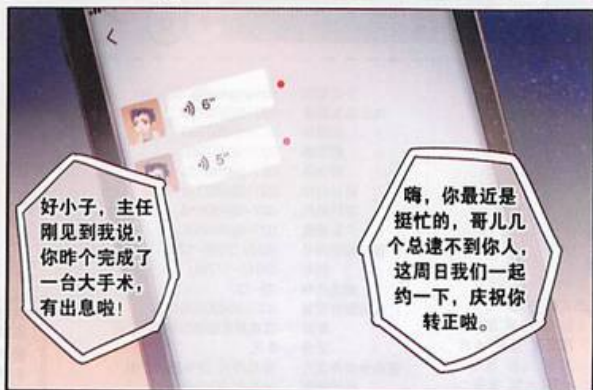 6"
5"
好小子，主任
刚见到我说，
你昨个完成了
一台大手术，
有出息啦！
嗨，你最近是
挺忙的，哥儿几
个总逮不到你人，
这周日我们一起
约一下，庆祝你
转正啦。